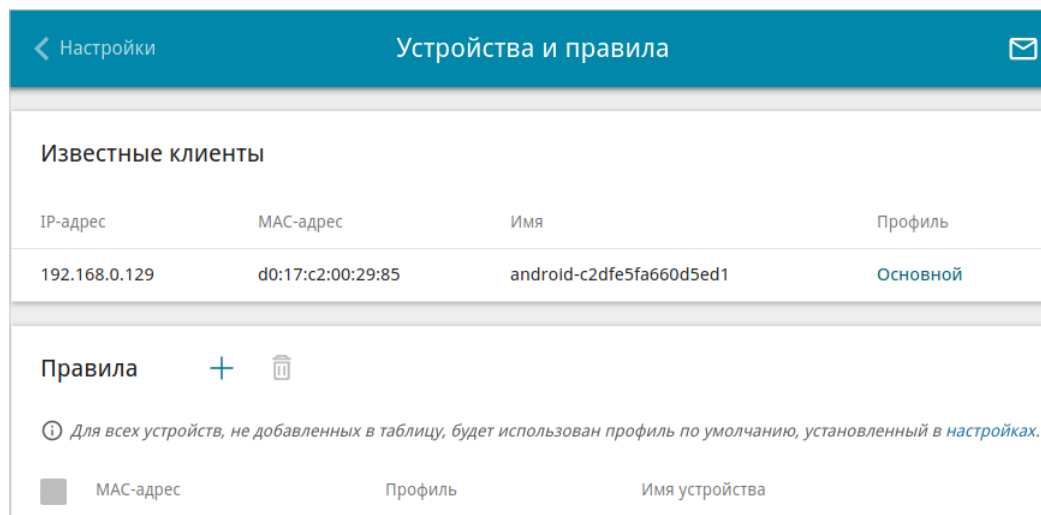 Настройки Устройства и правила
Известные клиенты
IP-адрес MAC-адрес Имя Профиль
192.168.0.129 d0:17:c2:00:29:85 android-c2dfe5fa660d5ed1 Основной
Правила
Для всех устройств, не добавленных в таблицу, будет использован профиль по умолчанию, установленный в настройках.
MAC-адрес Профиль Имя устройства